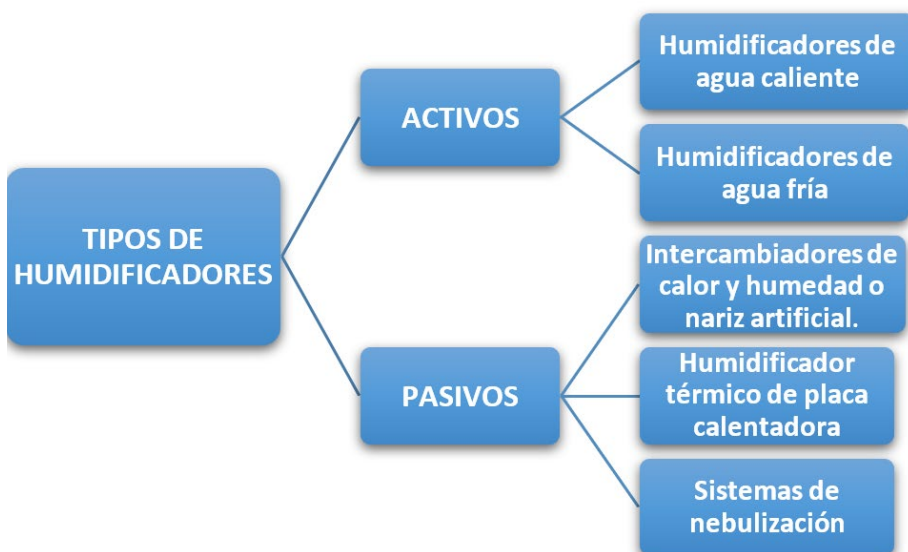 TIPOS DE
HUMIDIFICADORES
ACTIVOS
Humidificadores de
agua caliente
Humidificadores de
agua fría
PASIVOS
Intercambiadores de
calor y humedad o
nariz artificial.
Humidificador
térmico de placa
calentadora
Sistemas de
nebulización